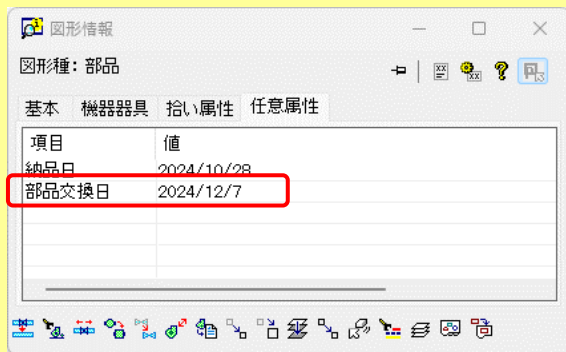 図形情報
図形種: 部品
基本 機器器具 拾い属性 任意属性
項目 値
納品日 2024/10/28
部品交換日 2024/12/7